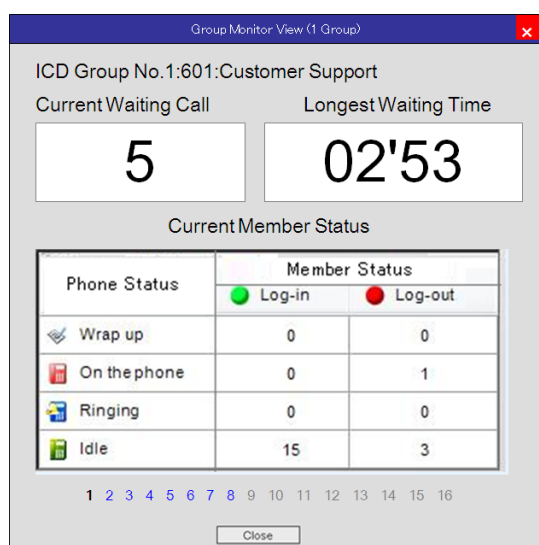 Group Monitor View (1 Group)
ICD Group No.1:601:Customer Support
Current Waiting Call Longest Waiting Time
5 02'53
Current Member Status
Phone Status Member Status
Log-in Log-out
Wrap up 0 0
On the phone 0 1
Ringing 0 0
Idle 15 3
1 2 3 4 5 6 7 8 9 10 11 12 13 14 15 16
Close